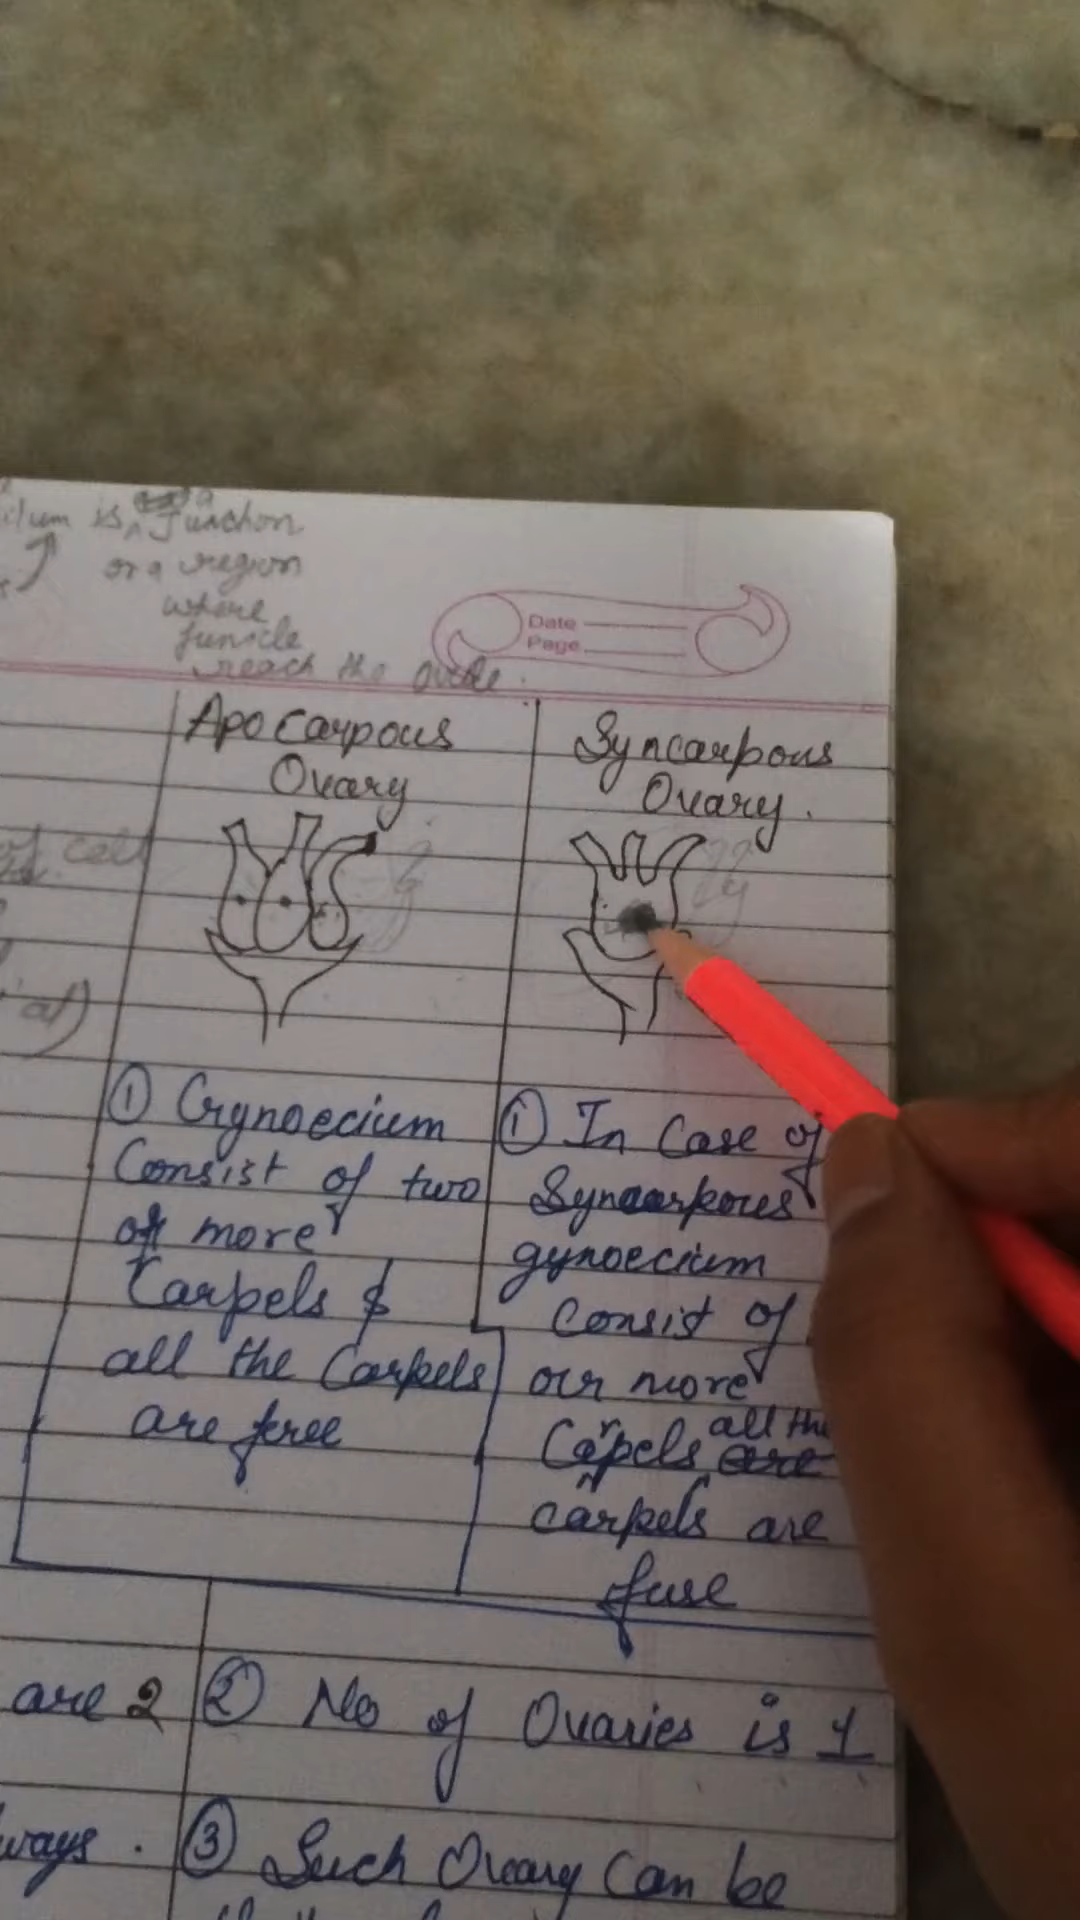 is a Junction
or a region
where
funicle
reach the ovule.
Date
Page
Apocarpous
Ovary
Syncarpous
Ovary.
of cell
① Gynoecium
Consist of two
or more
Carpels &
all the Carpels
are free
① In Case of
Syncarpous
gynoecium
Consist of
our more
Carpels all the
carpels are
fuse
are 2
② No of Ovaries is 1
ways.
③ Such Ovary Can be